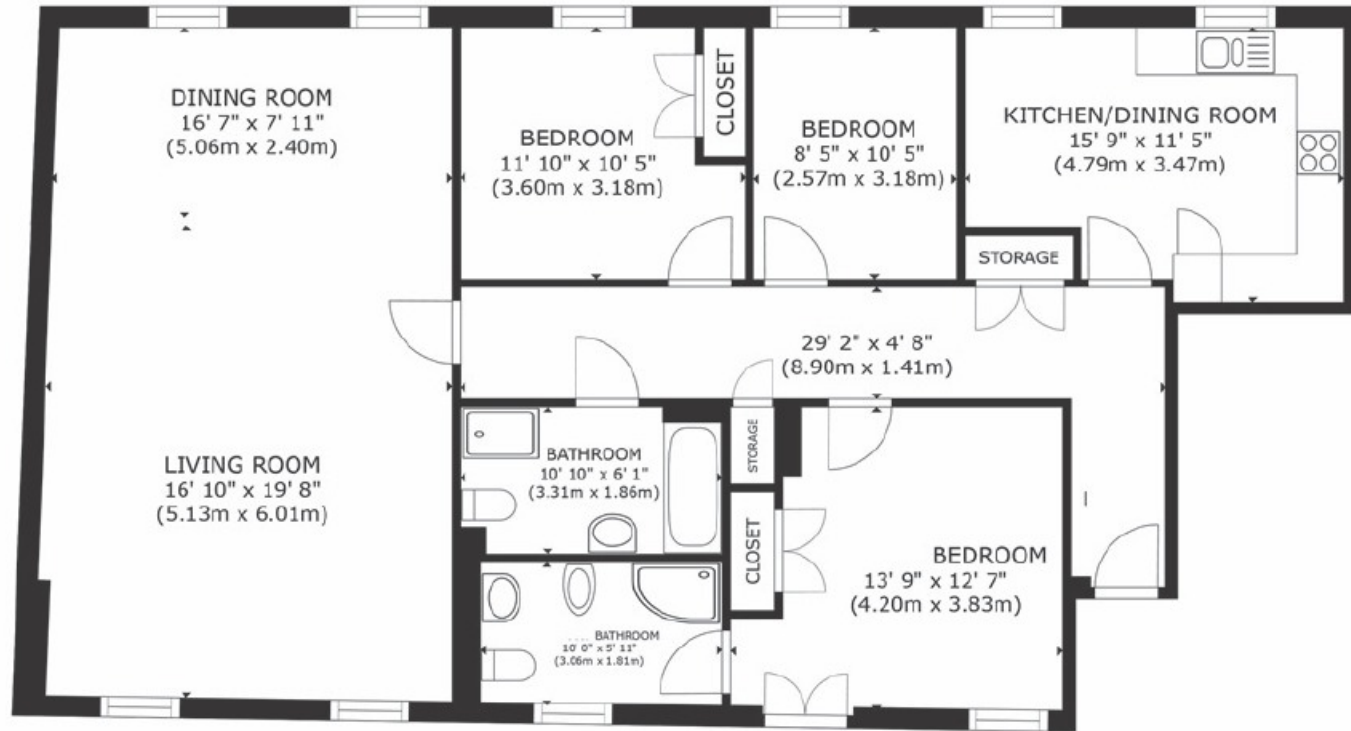 DINING ROOM
16' 7" x 7' 11"
(5.06m x 2.40m)
BEDROOM
11' 10" x 10' 5"
(3.60m x 3.18m)
CLOSET
BEDROOM
8' 5" x 10' 5"
(2.57m x 3.18m)
KITCHEN/DINING ROOM
15' 9" x 11' 5"
(4.79m x 3.47m)
STORAGE
29' 2" x 4' 8"
(8.90m x 1.41m)
LIVING ROOM
16' 10" x 19' 8"
(5.13m x 6.01m)
BATHROOM
10' 10" x 6' 1"
(3.31m x 1.86m)
STORAGE
CLOSET
BEDROOM
13' 9" x 12' 7"
(4.20m x 3.83m)
BATHROOM
10' 0" x 5' 11"
(3.06m x 1.81m)